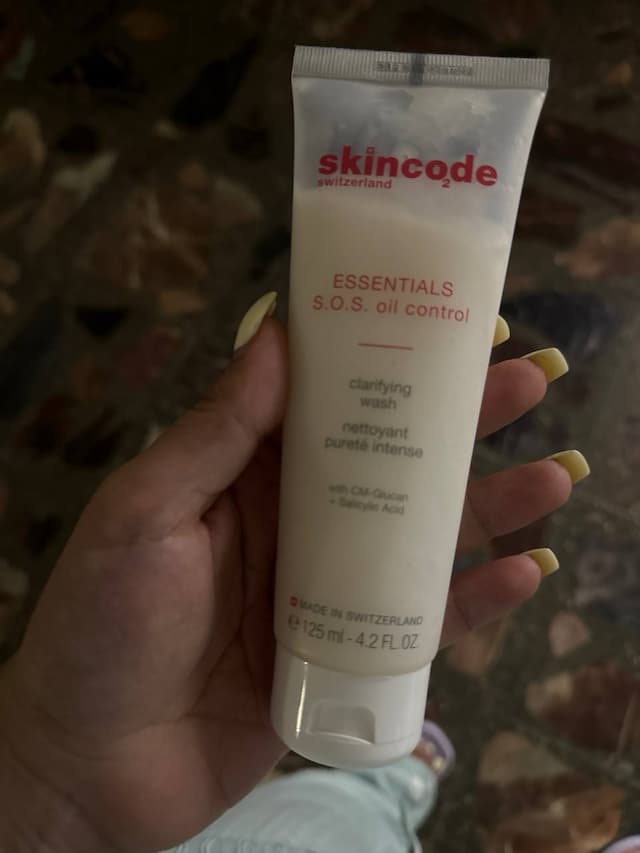 skincode
switzerland 2
ESSENTIALS
S.O.S. oil control
clarifying
wash
nettoyant
pureté intense
with CM-Glucan
+ Salicylic Acid
MADE IN SWITZERLAND
℮ 125 ml - 4.2 FL.OZ.